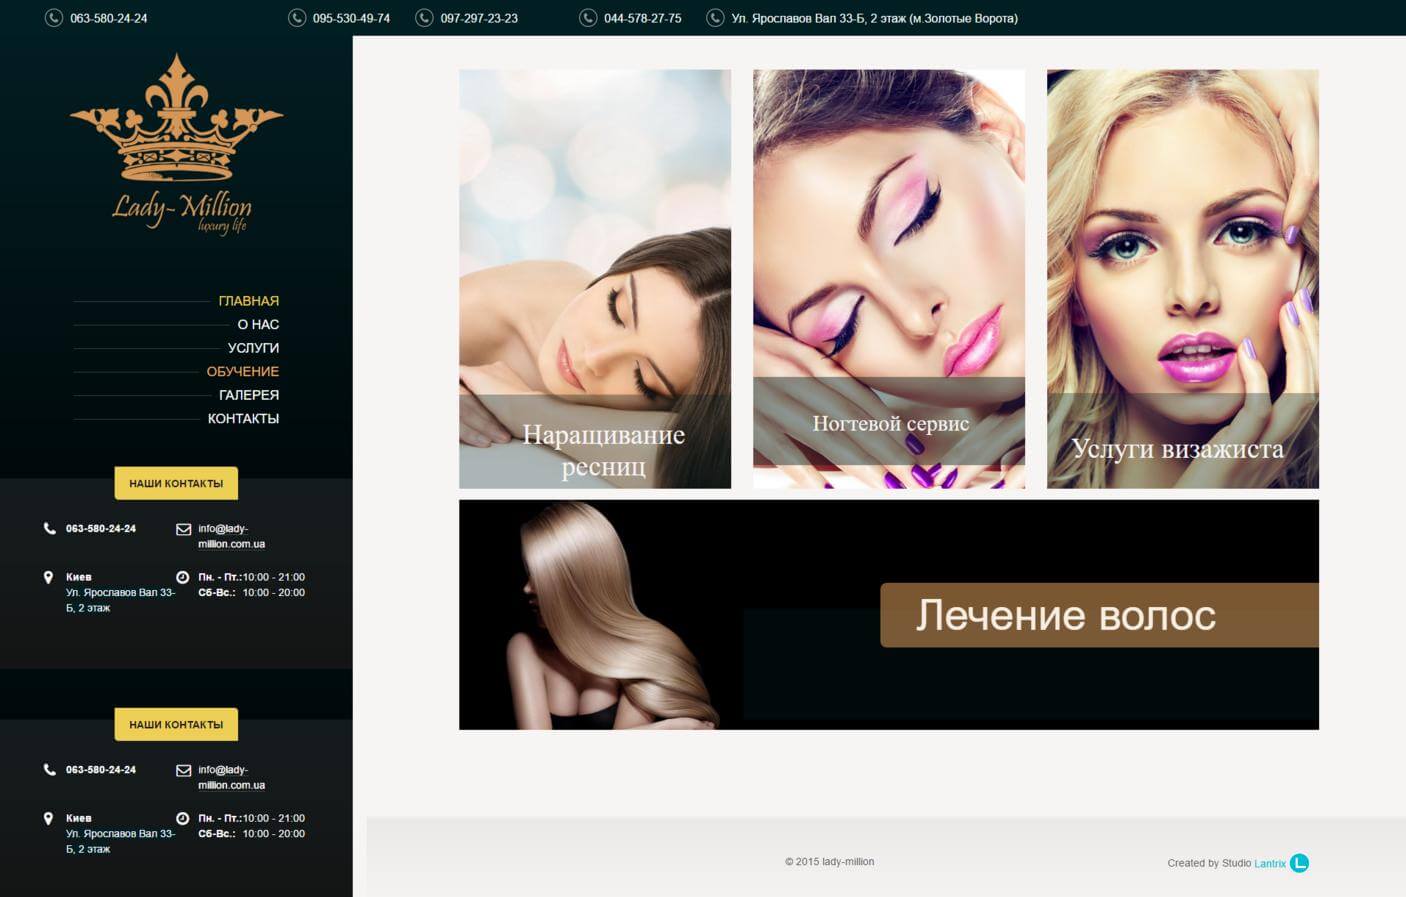 063-580-24-24
095-530-49-74
097-297-23-23
044-578-27-75
Ул. Ярославов Вал 33-Б, 2 этаж (м.Золотые Ворота)
Lady-Million
luxury life
ГЛАВНАЯ
О НАС
УСЛУГИ
ОБУЧЕНИЕ
ГАЛЕРЕЯ
КОНТАКТЫ
НАШИ КОНТАКТЫ
063-580-24-24
info@lady-
million.com.ua
Киев
Ул. Ярославов Вал 33-
Б, 2 этаж
Пн. - Пт.:10:00 - 21:00
Сб-Вс.: 10:00 - 20:00
НАШИ КОНТАКТЫ
063-580-24-24
info@lady-
million.com.ua
Киев
Ул. Ярославов Вал 33-
Б, 2 этаж
Пн. - Пт.:10:00 - 21:00
Сб-Вс.: 10:00 - 20:00
Наращивание
ресниц
Ногтевой сервис
Услуги визажиста
Лечение волос
© 2015 lady-million
Created by Studio Lantrix L